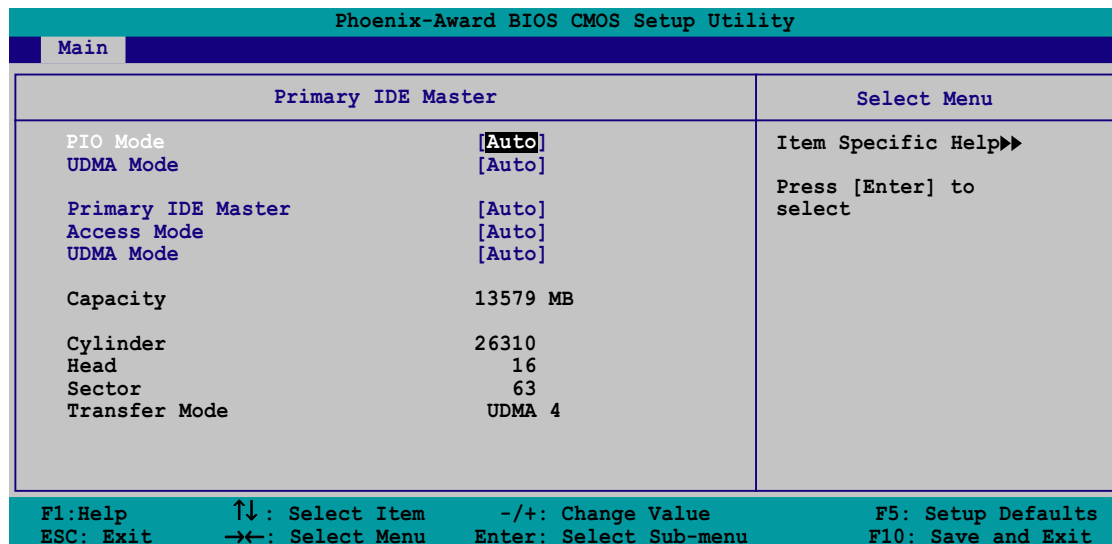 Phoenix-Award BIOS CMOS Setup Utility
Main
Primary IDE Master
Select Menu
PIO Mode [Auto]
UDMA Mode [Auto]
Primary IDE Master [Auto]
Access Mode [Auto]
UDMA Mode [Auto]
Capacity 13579 MB
Cylinder 26310
Head 16
Sector 63
Transfer Mode UDMA 4
Item Specific Help▶▶
Press [Enter] to
select
F1:Help ↑↓: Select Item -/+: Change Value F5: Setup Defaults
ESC: Exit →←: Select Menu Enter: Select Sub-menu F10: Save and Exit